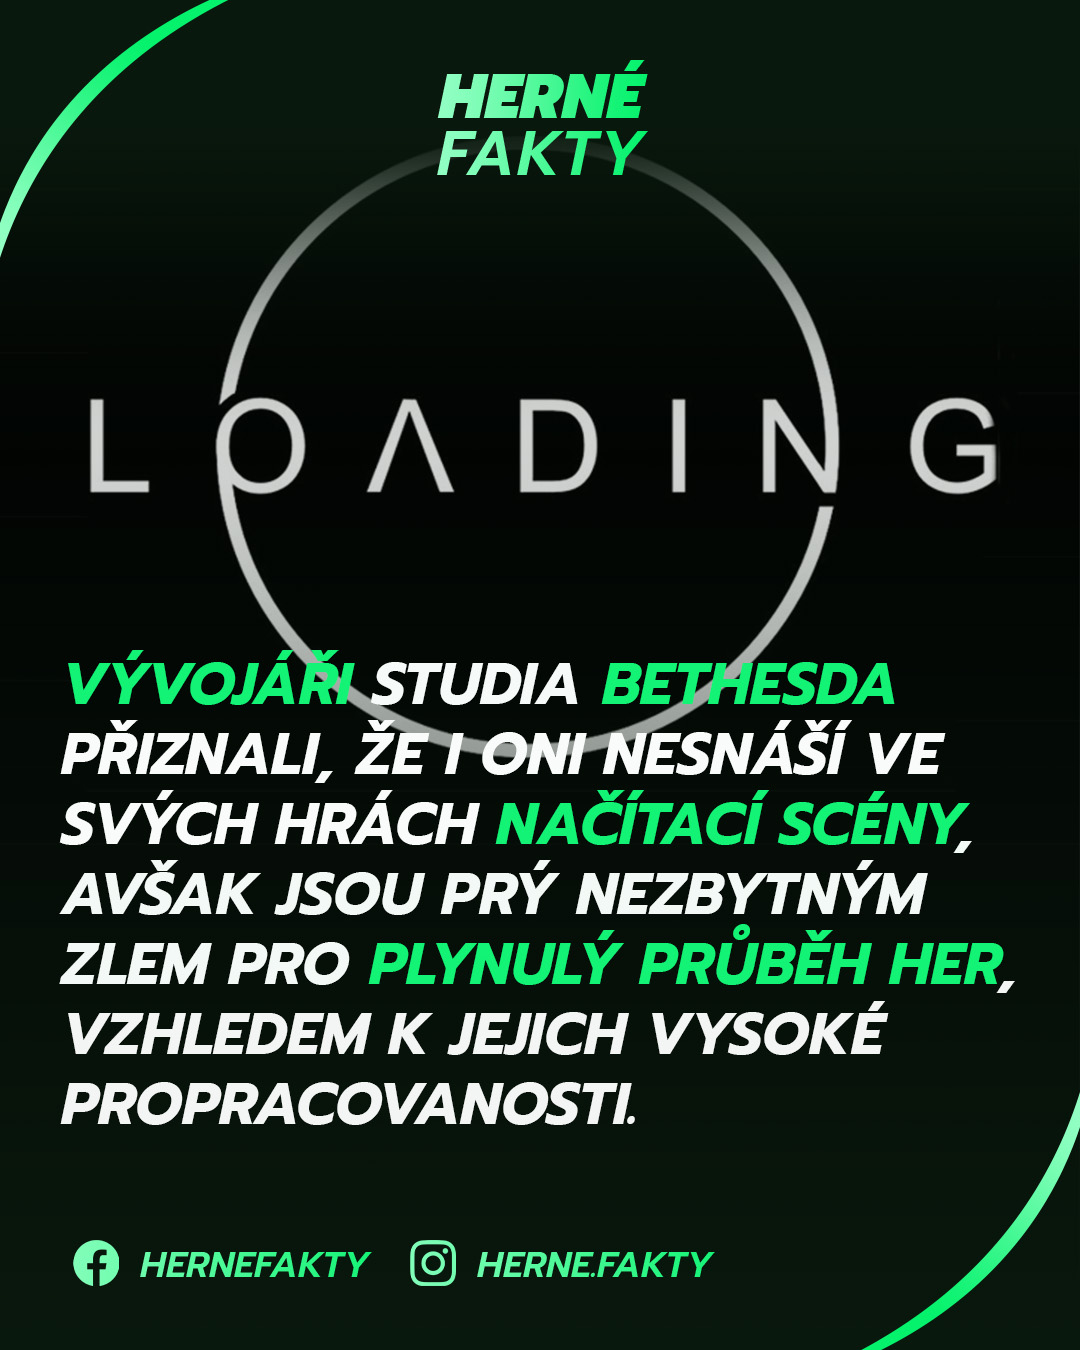 HERNÉ
FAKTY
LOADING
VÝVOJÁŘI STUDIA BETHESDA
PŘIZNALI, ŽE I ONI NESNÁŠÍ VE
SVÝCH HRÁCH NAČÍTACÍ SCÉNY,
AVŠAK JSOU PRÝ NEZBYTNÝM
ZLEM PRO PLYNULÝ PRŮBĚH HER,
VZHLEDEM K JEJICH VYSOKÉ
PROPRACOVANOSTI.
HERNEFAKTY HERNE.FAKTY